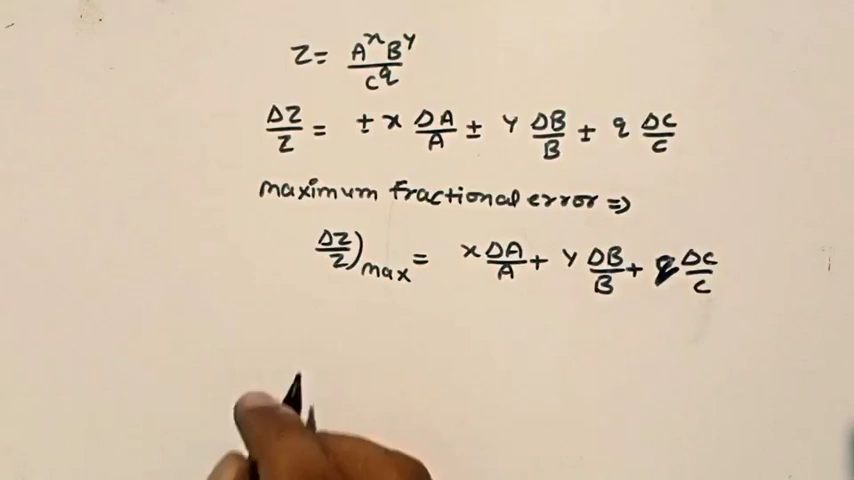 Z = A^x B^y / C^q
ΔZ/Z = ± x ΔA/A ± y ΔB/B ± q ΔC/C
maximum fractional error ⇒
ΔZ/Z)max = x ΔA/A + y ΔB/B + q ΔC/C